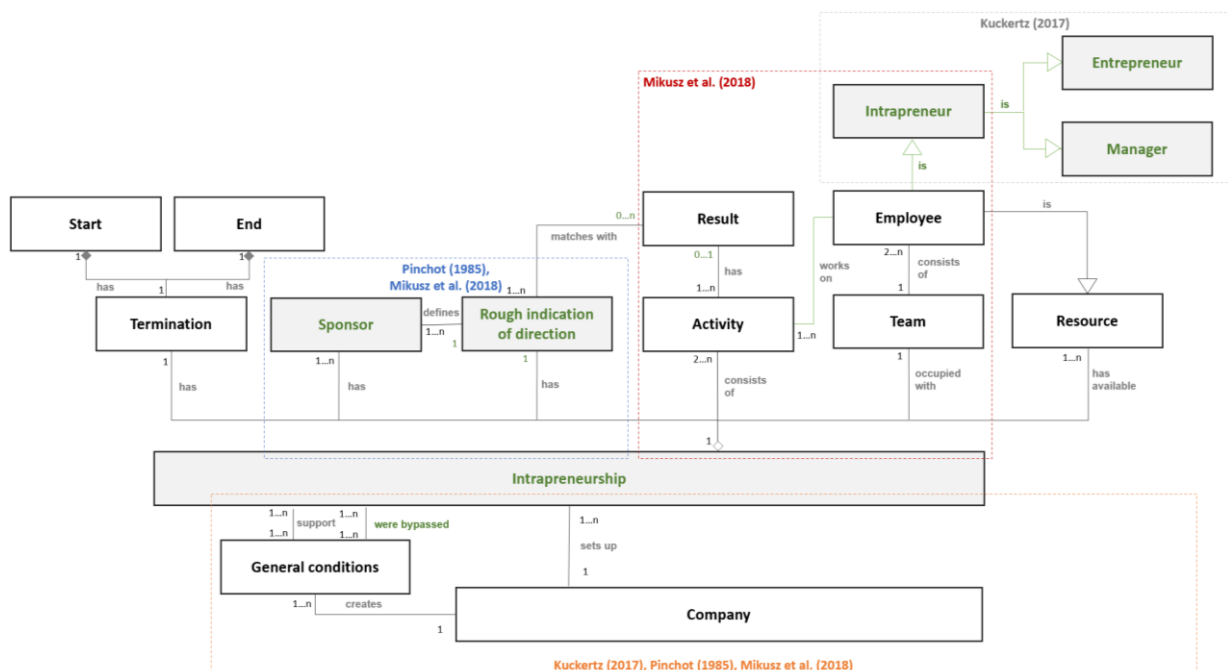 Kuckertz (2017)
Entrepreneur
Mikusz et al. (2018)
Intrapreneur
is
Manager
is
Start
End
0...n
Result
Employee
is
matches with
1
1
0...1
2...n
works
on
consists
of
has
has
1
Pinchot (1985),
Mikusz et al. (2018)
has
1...n
1...n
1
Termination
Sponsor
defines
1...n
1
Rough indication
of direction
Activity
1...n
Team
Resource
1
1...n
1
2...n
1
1...n
has
has
has
consists
of
occupied
with
has
available
1
Intrapreneurship
1...n
support
1...n
1...n
were bypassed
1...n
1...n
sets up
1
General conditions
1...n
creates
1
Company
Kuckertz (2017), Pinchot (1985), Mikusz et al. (2018)